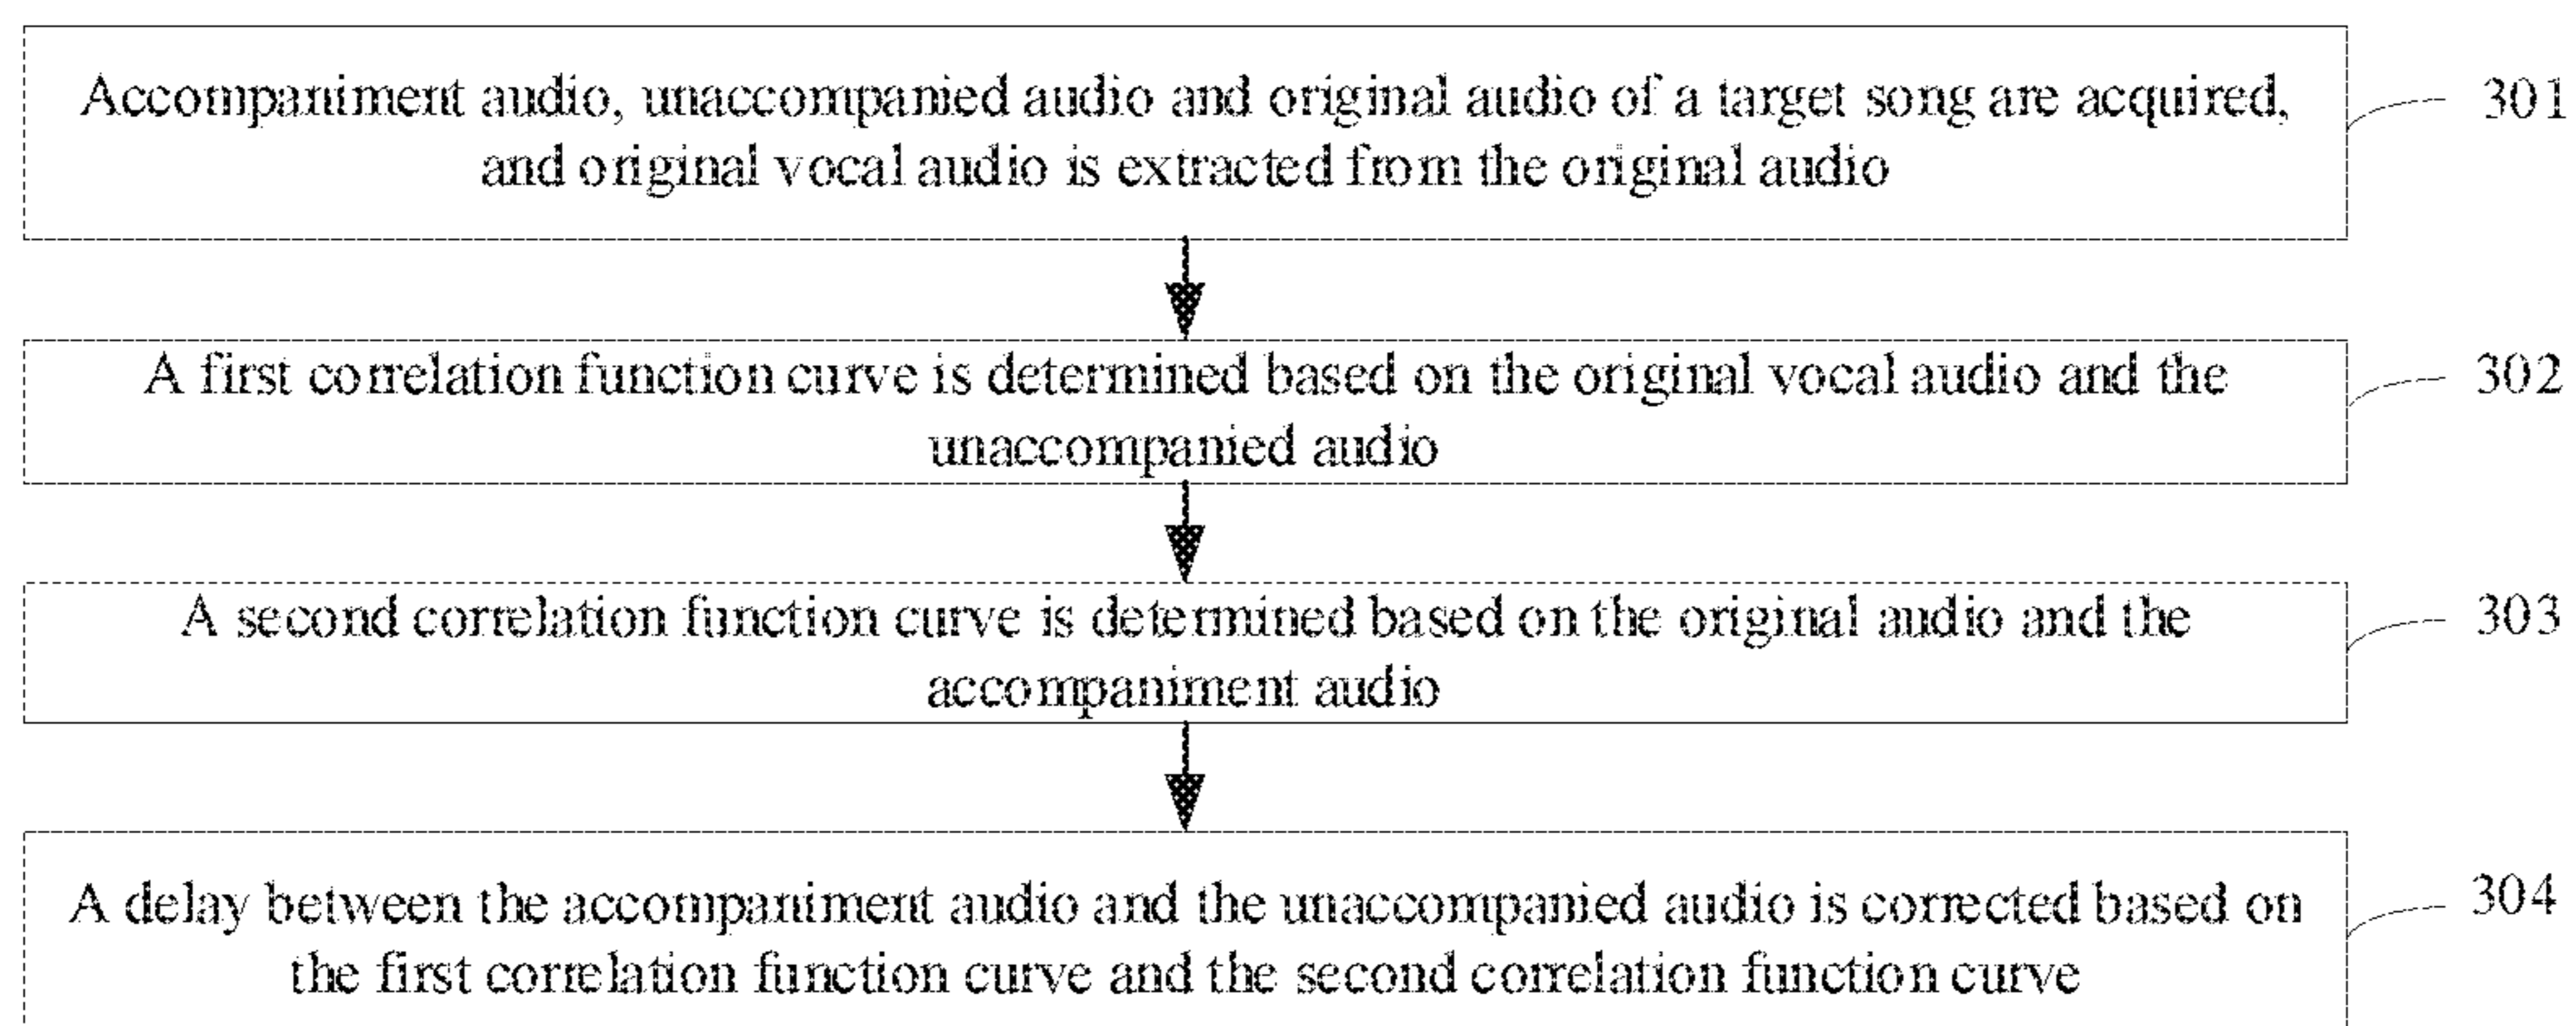 Accompaniment audio, unaccompanied audio and original audio of a target song are acquired,
and original vocal audio is extracted from the original audio
301
A first correlation function curve is determined based on the original vocal audio and the
unaccompanied audio
302
A second correlation function curve is determined based on the original audio and the
accompaniment audio
303
A delay between the accompaniment audio and the unaccompanied audio is corrected based on
the first correlation function curve and the second correlation function curve
304